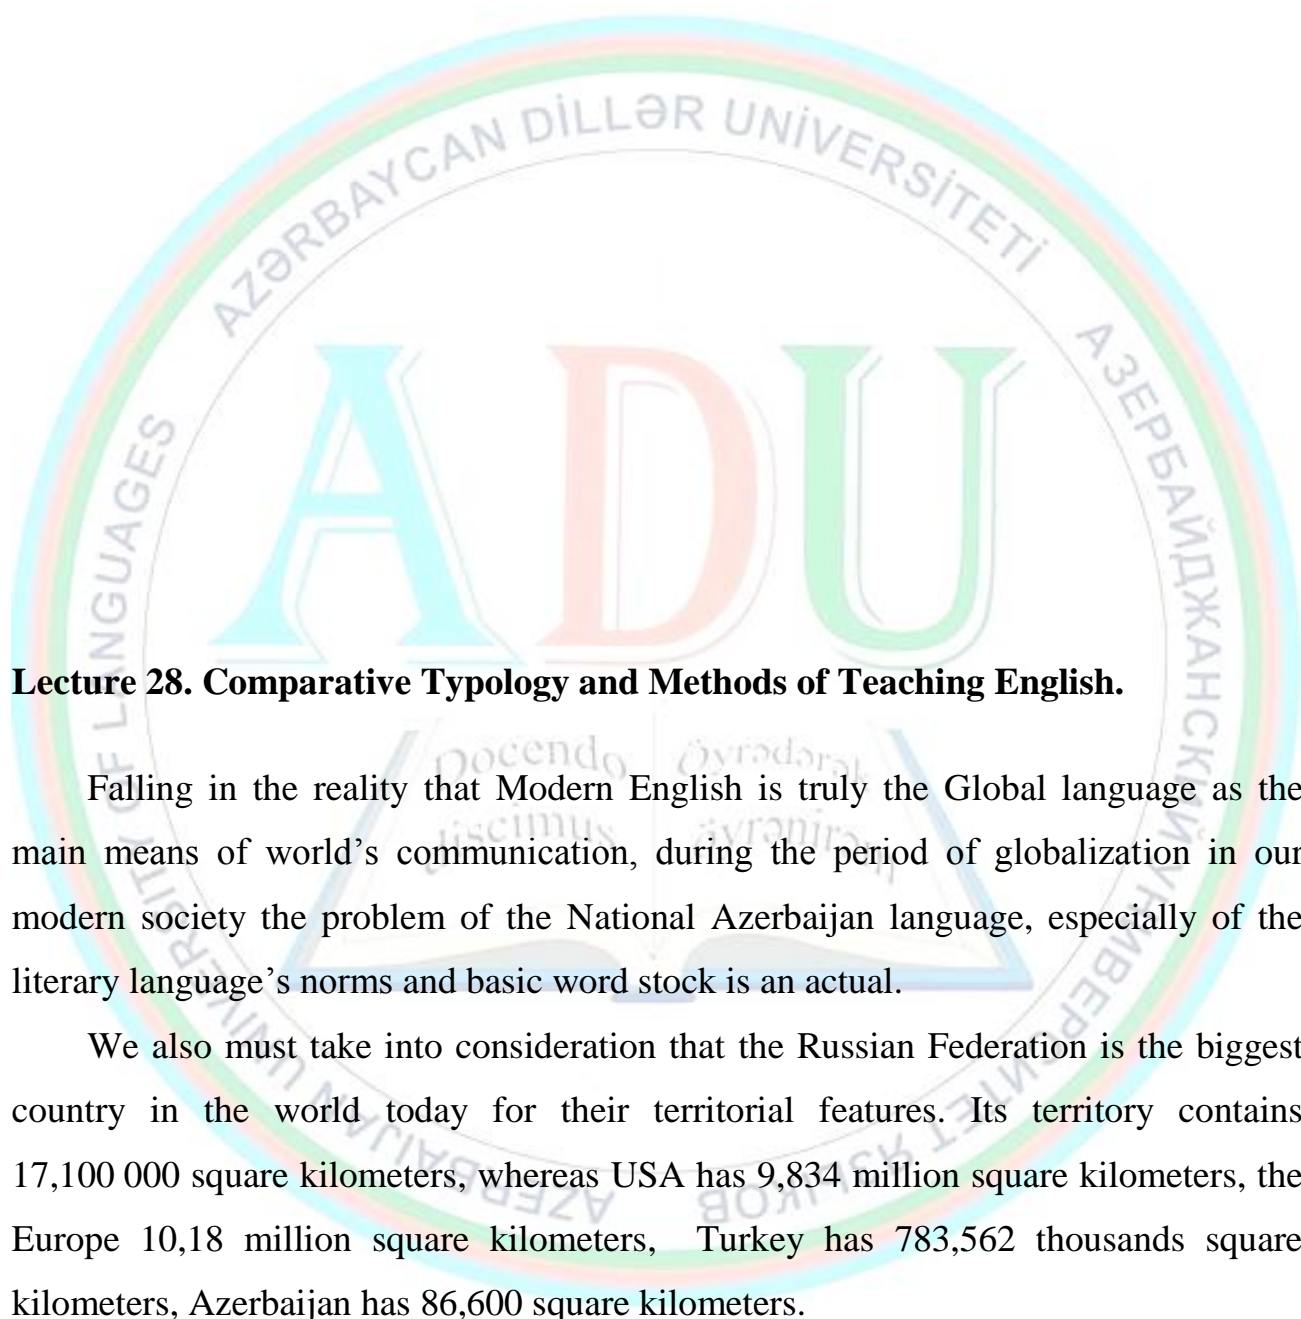 AZƏRBAYCAN DİLLƏR UNİVERSİTETİ
АЗЕРБАЙДЖАНСКИЙ УНИВЕРСИТЕТ ЯЗЫКОВ
AZERBAIJAN UNIVERSITY OF LANGUAGES
ADU
Lecture 28. Comparative Typology and Methods of Teaching English.
Docendo
discimus
öyrədərək
öyrənirən
Falling in the reality that Modern English is truly the Global language as the
main means of world’s communication, during the period of globalization in our
modern society the problem of the National Azerbaijan language, especially of the
literary language’s norms and basic word stock is an actual.
We also must take into consideration that the Russian Federation is the biggest
country in the world today for their territorial features. Its territory contains
17,100 000 square kilometers, whereas USA has 9,834 million square kilometers, the
Europe 10,18 million square kilometers, Turkey has 783,562 thousands square
kilometers, Azerbaijan has 86,600 square kilometers.